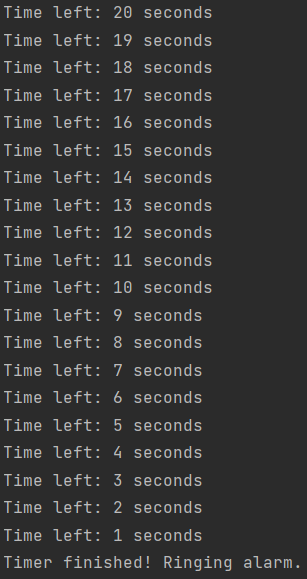 Time left: 20 seconds
Time left: 19 seconds
Time left: 18 seconds
Time left: 17 seconds
Time left: 16 seconds
Time left: 15 seconds
Time left: 14 seconds
Time left: 13 seconds
Time left: 12 seconds
Time left: 11 seconds
Time left: 10 seconds
Time left: 9 seconds
Time left: 8 seconds
Time left: 7 seconds
Time left: 6 seconds
Time left: 5 seconds
Time left: 4 seconds
Time left: 3 seconds
Time left: 2 seconds
Time left: 1 seconds
Timer finished! Ringing alarm.